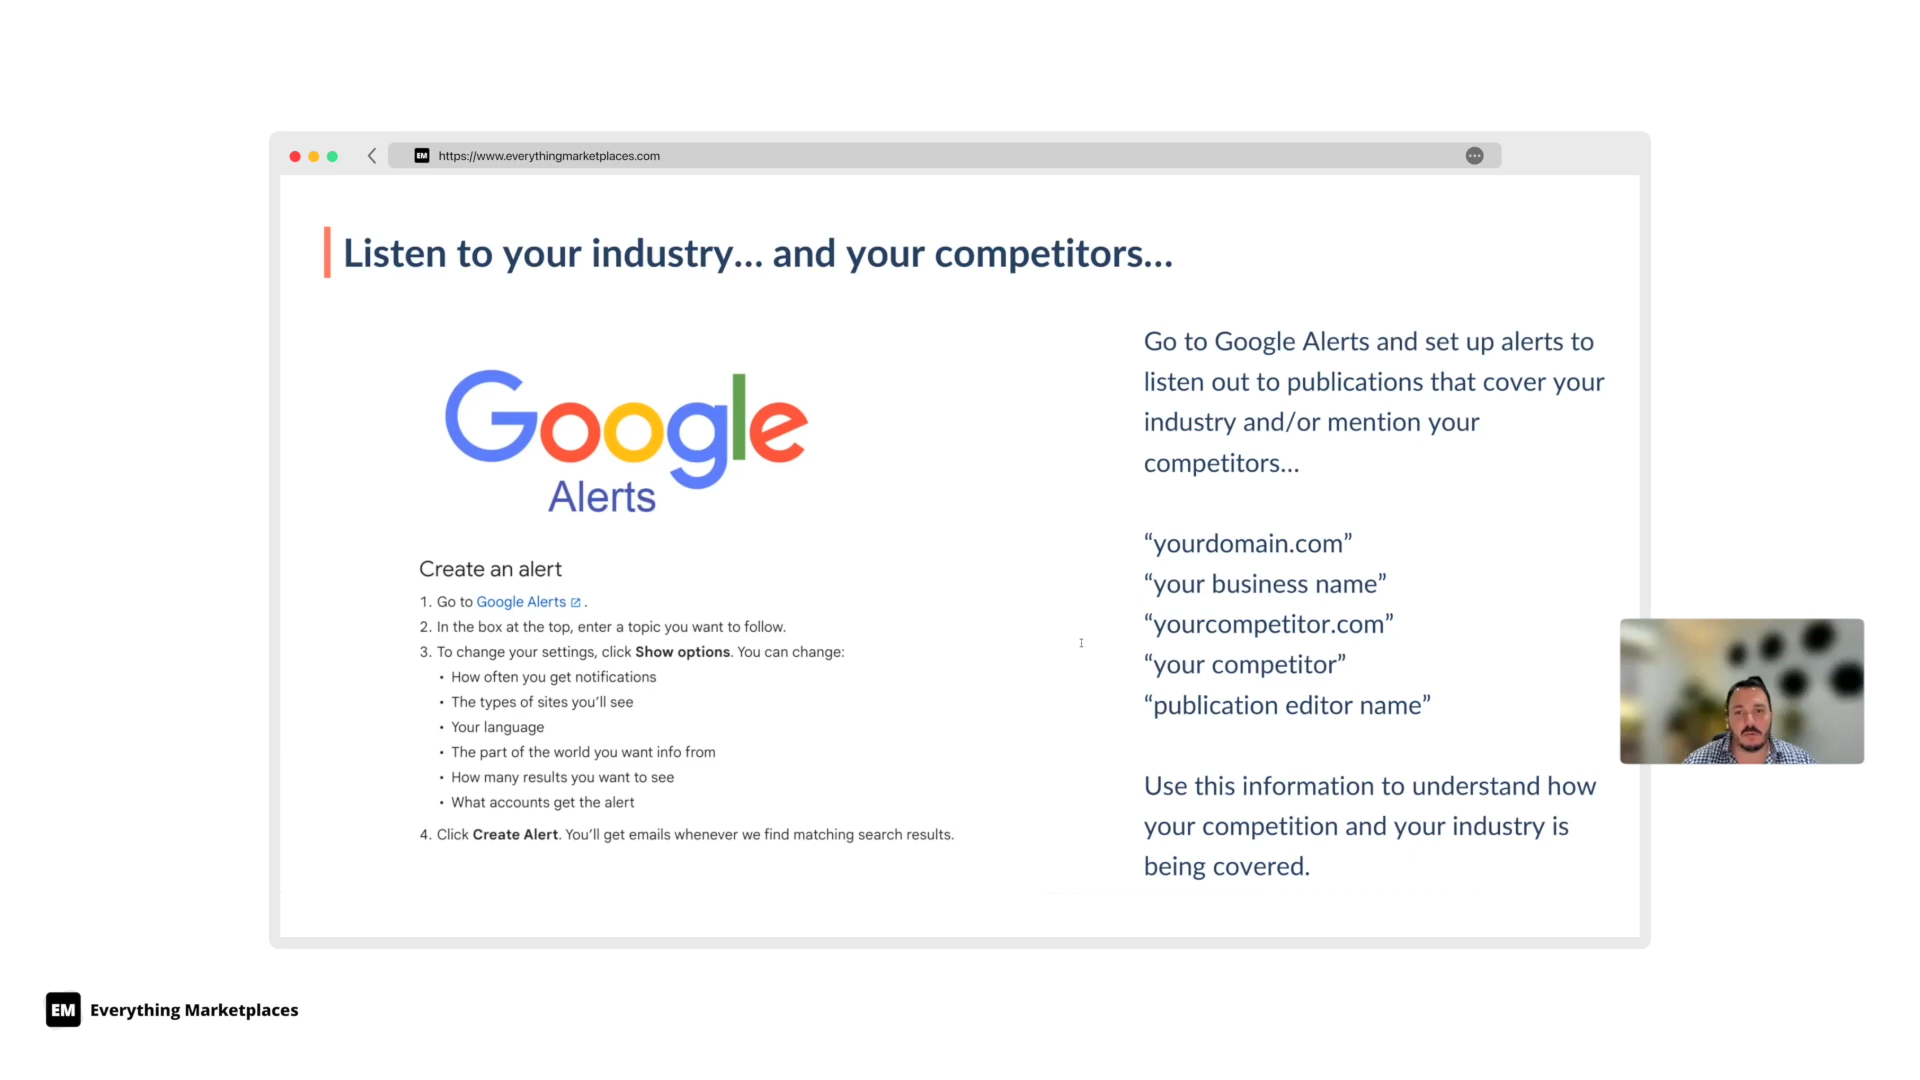 EM https://www.everythingmarketplaces.com
Listen to your industry... and your competitors...
Google
Alerts
Create an alert
1. Go to Google Alerts .
2. In the box at the top, enter a topic you want to follow.
3. To change your settings, click Show options. You can change:
• How often you get notifications
• The types of sites you'll see
• Your language
• The part of the world you want info from
• How many results you want to see
• What accounts get the alert
4. Click Create Alert. You'll get emails whenever we find matching search results.
Go to Google Alerts and set up alerts to
listen out to publications that cover your
industry and/or mention your
competitors...
“yourdomain.com”
“your business name”
“yourcompetitor.com”
“your competitor”
“publication editor name”
Use this information to understand how
your competition and your industry is
being covered.
EM Everything Marketplaces